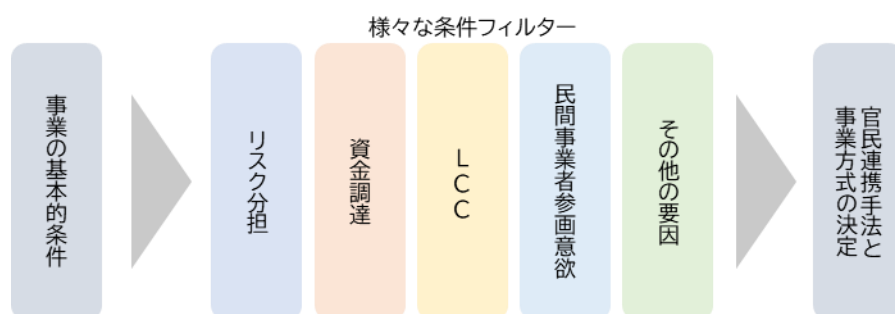 様々な条件フィルター
事業の基本的条件
リスク分担
資金調達
LCC
民間事業者参画意欲
その他の要因
官民連携手法と
事業方式の決定